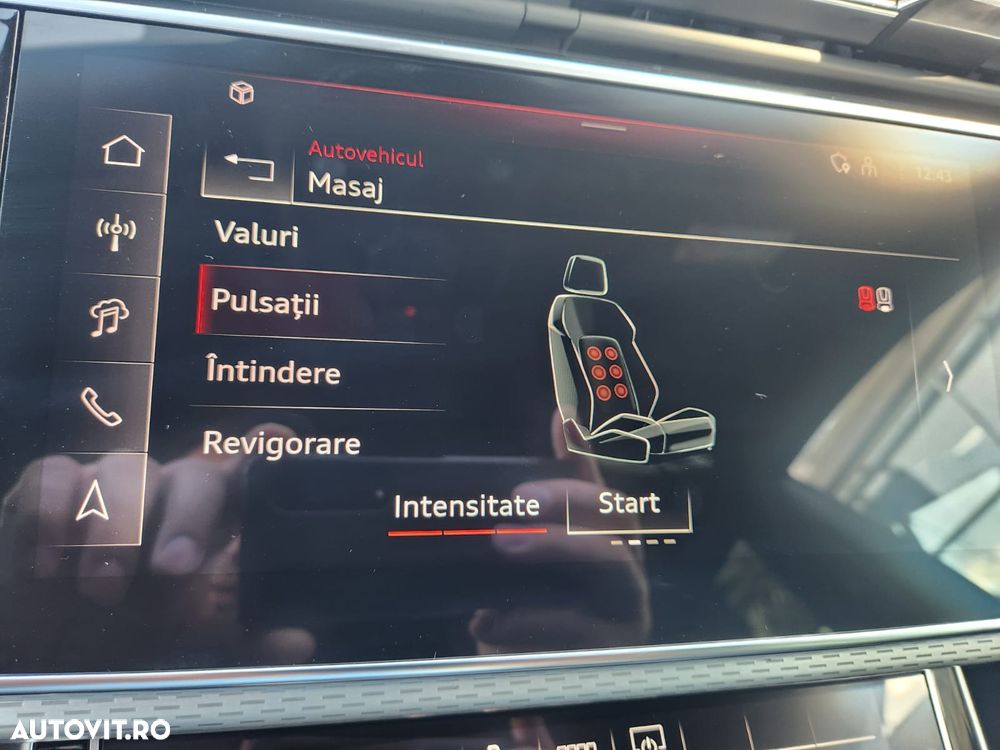 Autovehicul
Masaj
12:43
Valuri
Pulsații
Întindere
Revigorare
Intensitate
Start
AUTOVIT.RO